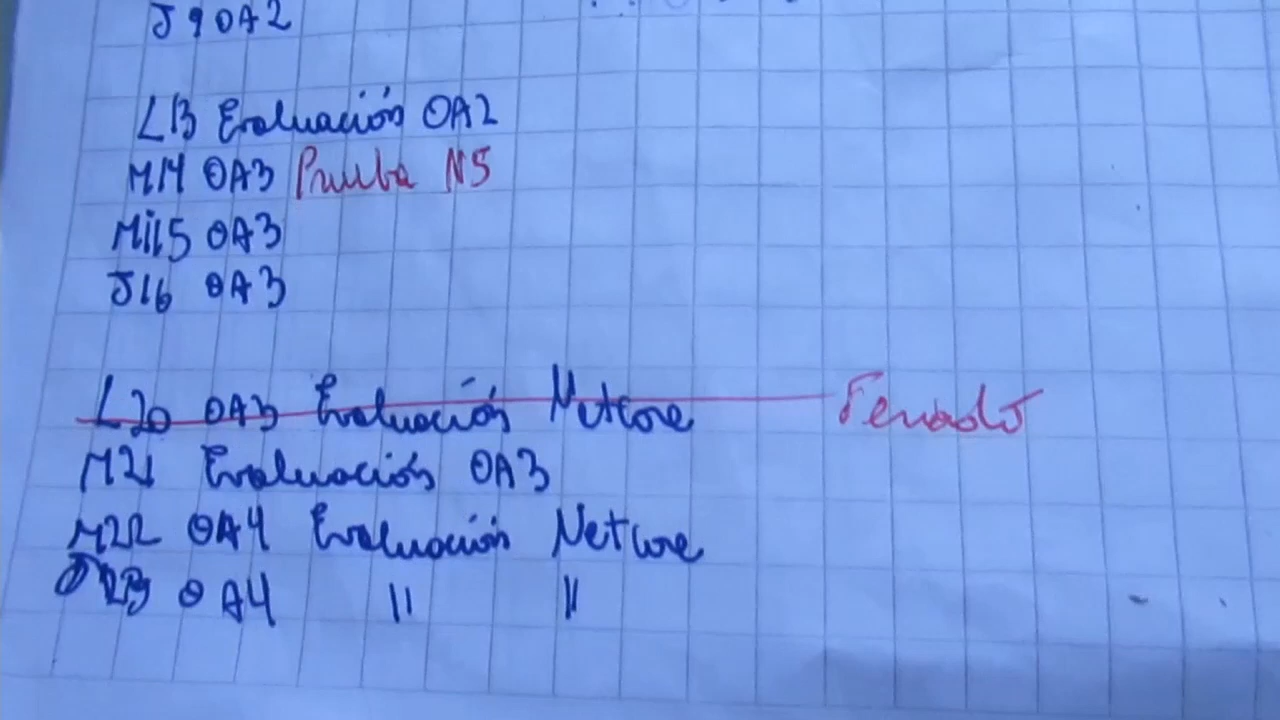 J9 OA2
L13 Evaluación OA2
M14 OA3 Prueba N5
Mi15 OA3
J16 OA3
L20 OA3 Evaluación Netcore Feriado
M21 Evaluación OA3
M22 OA4 Evaluación Netcore
J23 OA4 " "